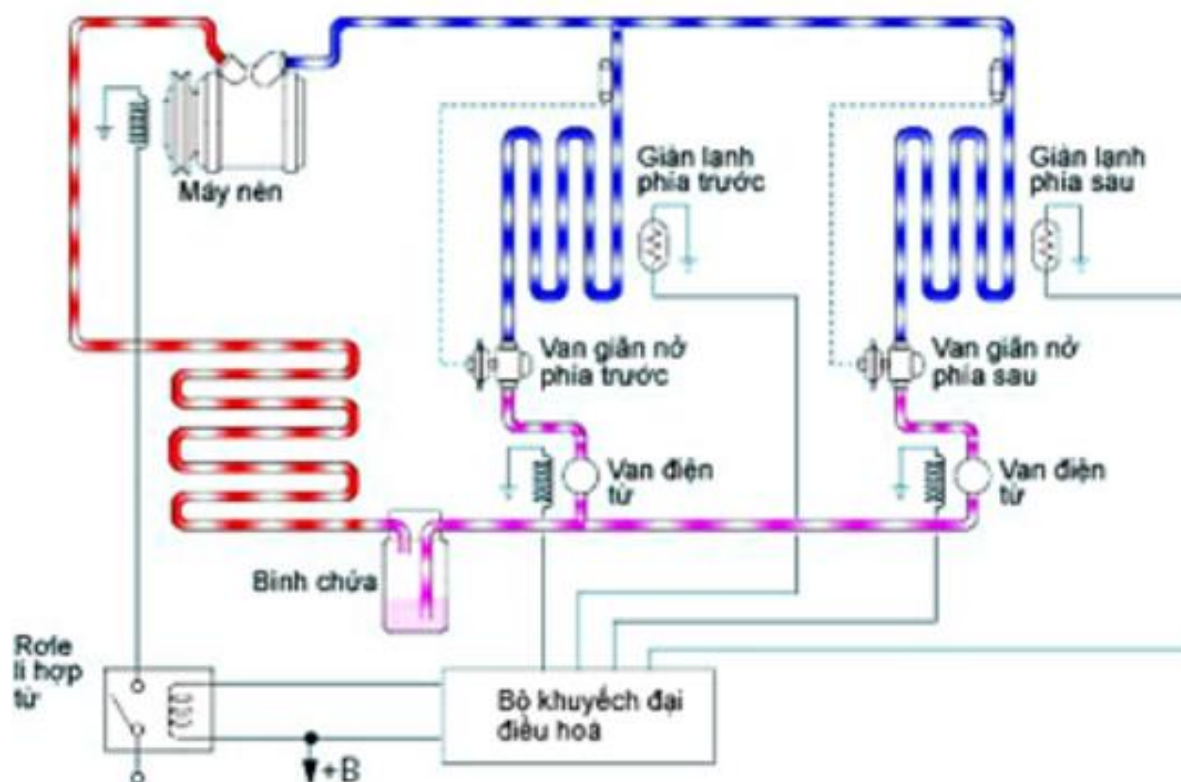 Máy nén
Giàn lạnh
phía trước
Giàn lạnh
phía sau
Van giãn nở
phía trước
Van giãn nở
phía sau
Van điện
từ
Van điện
từ
Bình chứa
Rơle
li hợp
từ
Bộ khuyếch đại
điều hoà
+B